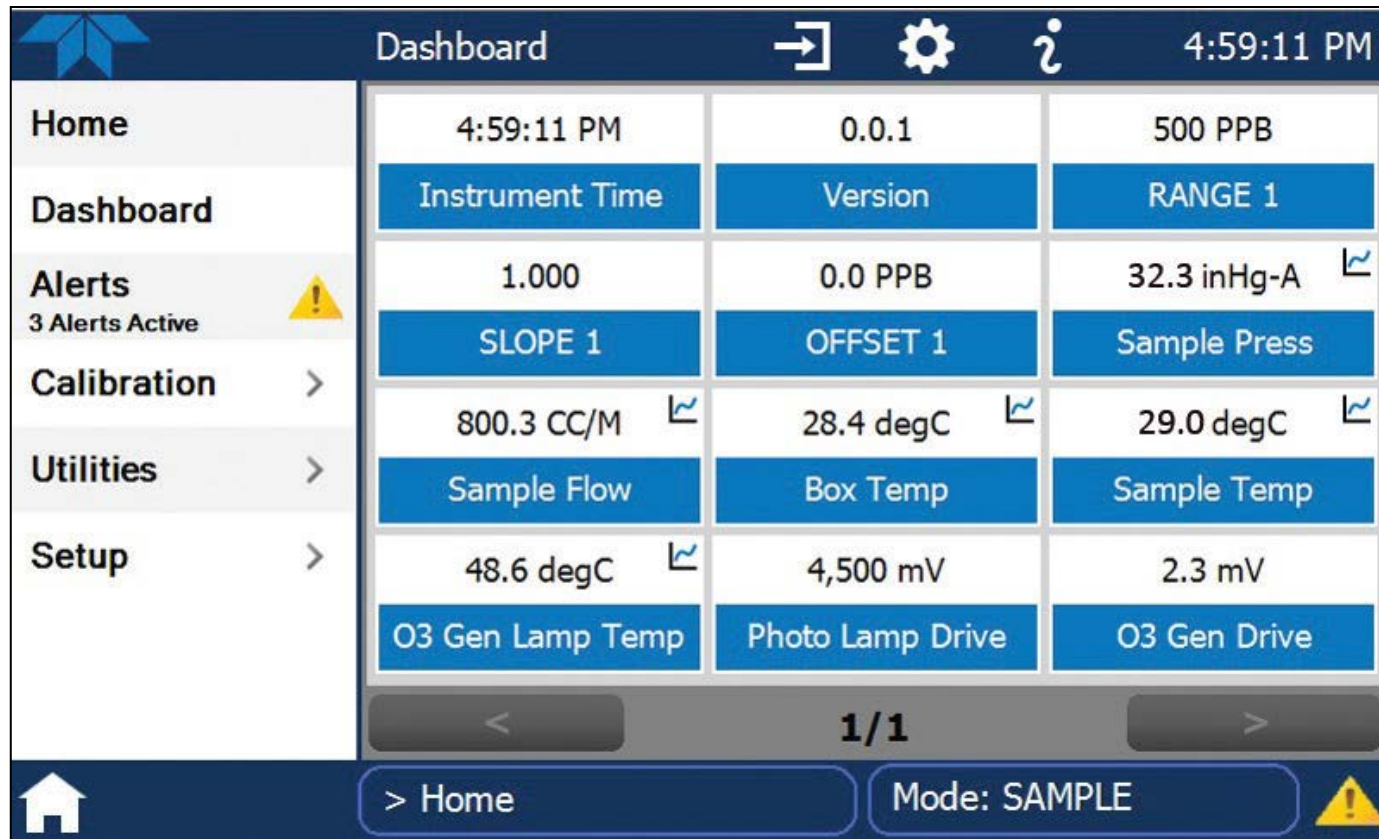 Dashboard
4:59:11 PM
Home
Dashboard
Alerts
3 Alerts Active
Calibration
Utilities
Setup
4:59:11 PM
Instrument Time
0.0.1
Version
500 PPB
RANGE 1
1.000
SLOPE 1
0.0 PPB
OFFSET 1
32.3 inHg-A
Sample Press
800.3 CC/M
Sample Flow
28.4 degC
Box Temp
29.0 degC
Sample Temp
48.6 degC
O3 Gen Lamp Temp
4,500 mV
Photo Lamp Drive
2.3 mV
O3 Gen Drive
< 1/1 >
> Home
Mode: SAMPLE